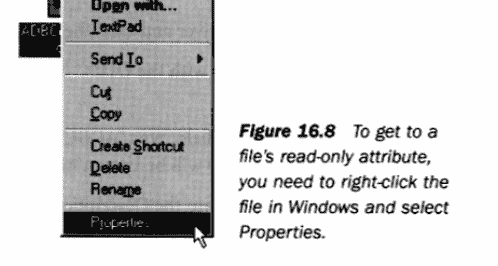 Open with...
TextPad
Send To
Cut
Copy
Create Shortcut
Delete
Rename
Properties
Figure 16.8 To get to a
file's read-only attribute,
you need to right-click the
file in Windows and select
Properties.